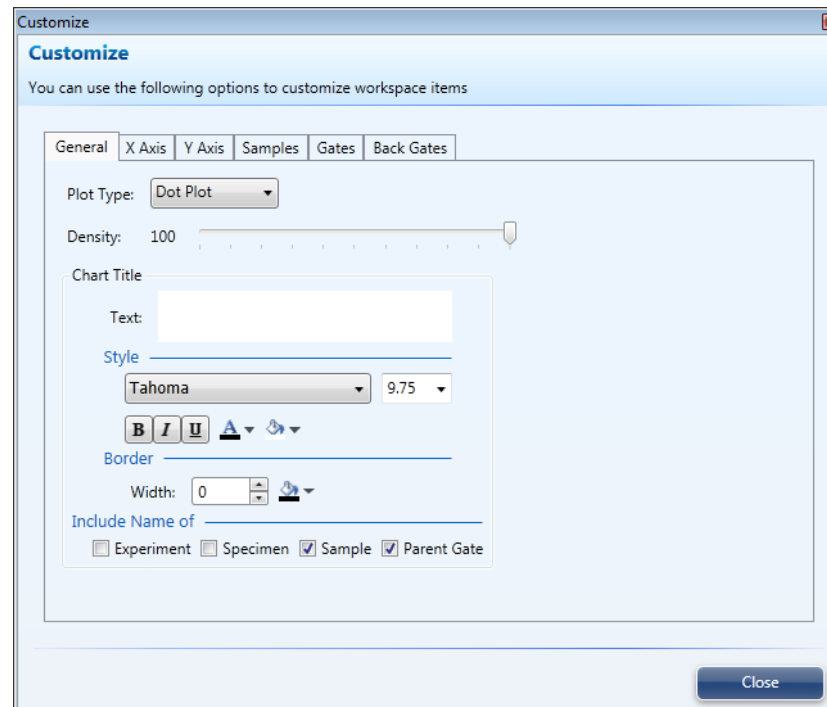 Customize
Customize
You can use the following options to customize workspace items
General X Axis Y Axis Samples Gates Back Gates
Plot Type: Dot Plot
Density: 100
Chart Title
Text:
Style
Tahoma 9.75
B I U A
Border
Width: 0
Include Name of
Experiment Specimen Sample Parent Gate
Close